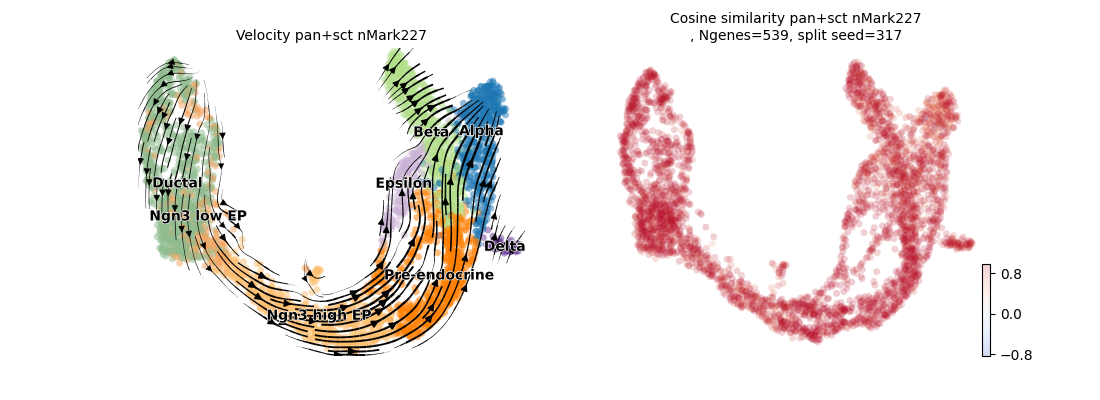 Velocity pan+sct nMark227
Beta
Alpha
Ductal
Epsilon
Ngn3 low EP
Delta
Pre-endocrine
Ngn3 high EP
Cosine similarity pan+sct nMark227
, Ngenes=539, split seed=317
0.8
0.0
−0.8